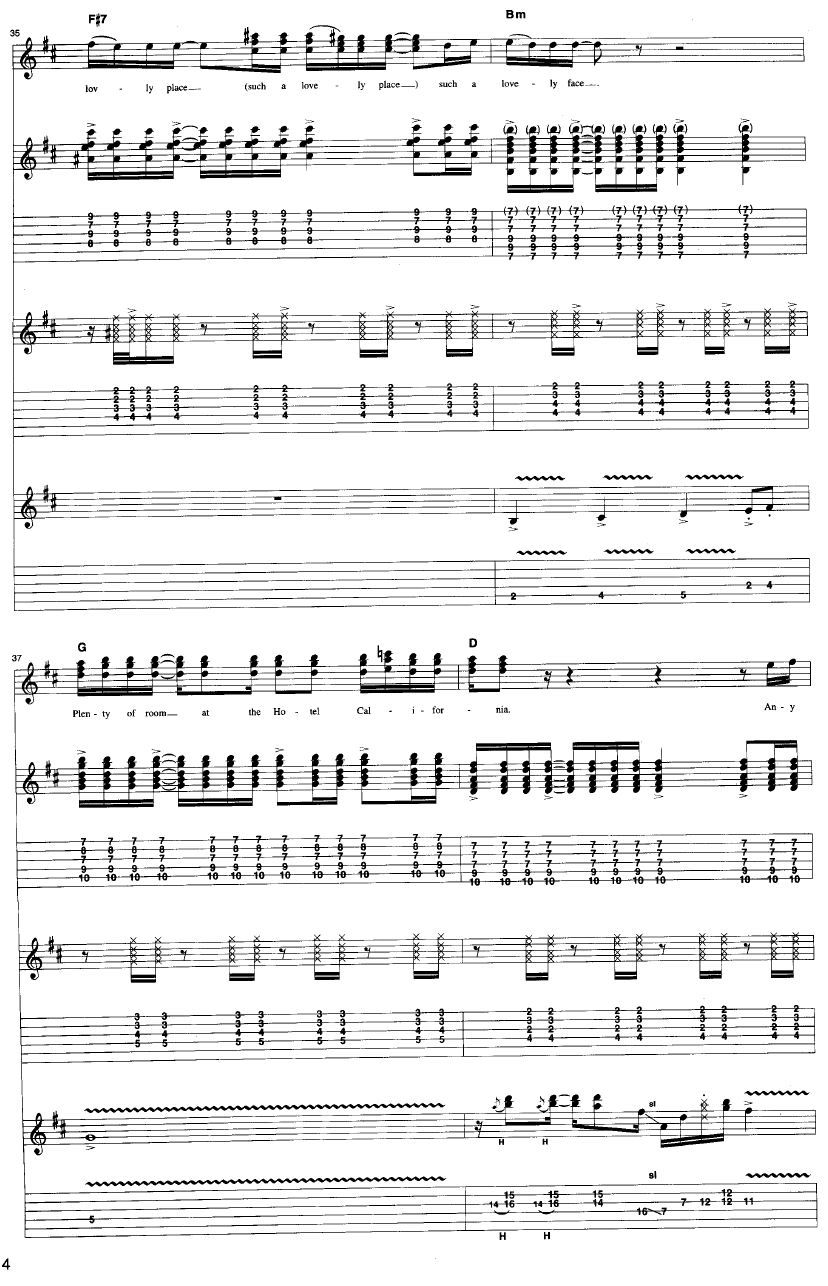 35
F♯7
Bm
lov - ly place (such a love - ly place) such a love - ly face.
9 9 9 9 9 9 9 9 9 9 9 (7) (7) (7) (7) (7) (7) (7) (7) (7)
7 7 7 7 7 7 7 7 7 7 7 7 7 7 7 7 7 7 7 7
9 9 9 9 9 9 9 9 9 9 9 7 7 7 7 7 7 7 7 7
8 8 8 8 8 8 8 8 8 8 8 9 9 9 9 9 9 9 9 9
9 9 9 9 9 9 9 9 9
7 7 7 7 7 7 7 7 7
2 2 2 2 2 2 2 2 2 2 2 2 2 2 2 2 2 2
2 2 2 2 2 2 2 2 2 2 3 3 3 3 3 3 3 3
3 3 3 3 3 3 3 3 3 3 4 4 4 4 4 4 4 4
4 4 4 4 4 4 4 4 4 4 4 4 4 4 4 4 4 4
2 4
2 4 5
37
G
D
Plen - ty of room at the Ho - tel Cal - i - for - nia. An - y
7 7 7 7 7 7 7 7 7 7 7 7 7
8 8 8 8 8 8 8 8 8 8 8 8 8 7 7 7 7 7 7 7 7 7 7 7
7 7 7 7 7 7 7 7 7 7 7 7 7 7 7 7 7 7 7 7 7 7 7 7
9 9 9 9 9 9 9 9 9 9 9 9 9 9 9 9 9 9 9 9 9 9 9 9
10 10 10 10 10 10 10 10 10 10 10 10 10 10 10 10 10 10 10 10 10 10 10 10
3 3 3 3 3 3 3 3 2 2 2 2 2 2 2 2
3 3 3 3 3 3 3 3 3 3 3 3 3 3 3 3
4 4 4 4 4 4 4 4 2 2 2 2 2 2 2 2
5 5 5 5 5 5 5 5 4 4 4 4 4 4 4 4
sl
H H
sl
15 15 15 12
14 16 14 16 14 7 12 12 11
16 7
5
H H
4